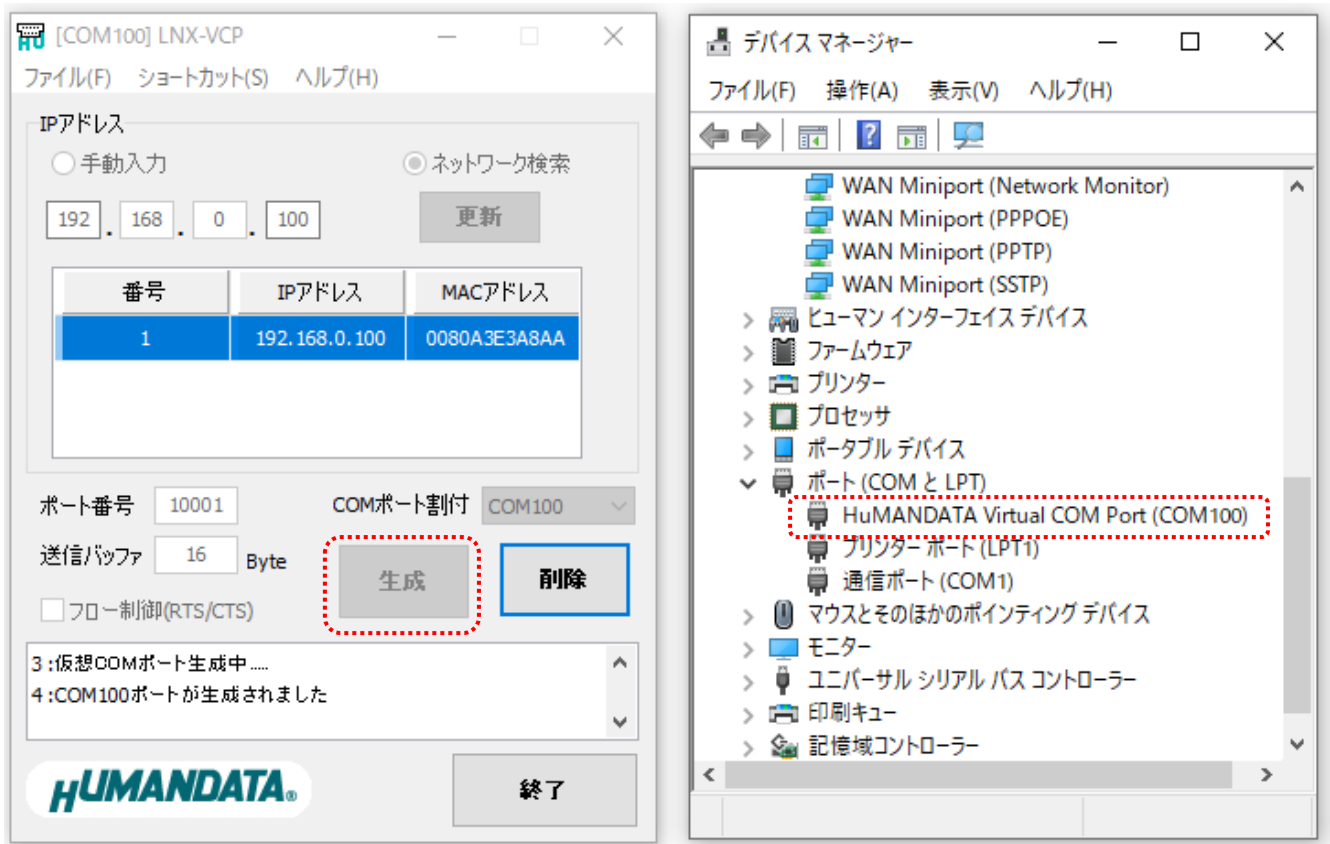 [COM100] LNX-VCP
ファイル(F) ショートカット(S) ヘルプ(H)
IPアドレス
手動入力 ネットワーク検索
192 . 168 . 0 . 100 更新
番号 IPアドレス MACアドレス
1 192.168.0.100 0080A3E3A8AA
ポート番号 10001 COMポート割付 COM100
送信バッファ 16 Byte 生成 削除
フロー制御(RTS/CTS)
3 :仮想COMポート生成中.....
4 :COM100ポートが生成されました
HUMANDATA® 終了
デバイス マネージャー
ファイル(F) 操作(A) 表示(V) ヘルプ(H)
WAN Miniport (Network Monitor)
WAN Miniport (PPPOE)
WAN Miniport (PPTP)
WAN Miniport (SSTP)
ヒューマン インターフェイス デバイス
ファームウェア
プリンター
プロセッサ
ポータブル デバイス
ポート (COM と LPT)
HuMANDATA Virtual COM Port (COM100)
プリンター ポート (LPT1)
通信ポート (COM1)
マウスとそのほかのポインティング デバイス
モニター
ユニバーサル シリアル バス コントローラー
印刷キュー
記憶域コントローラー